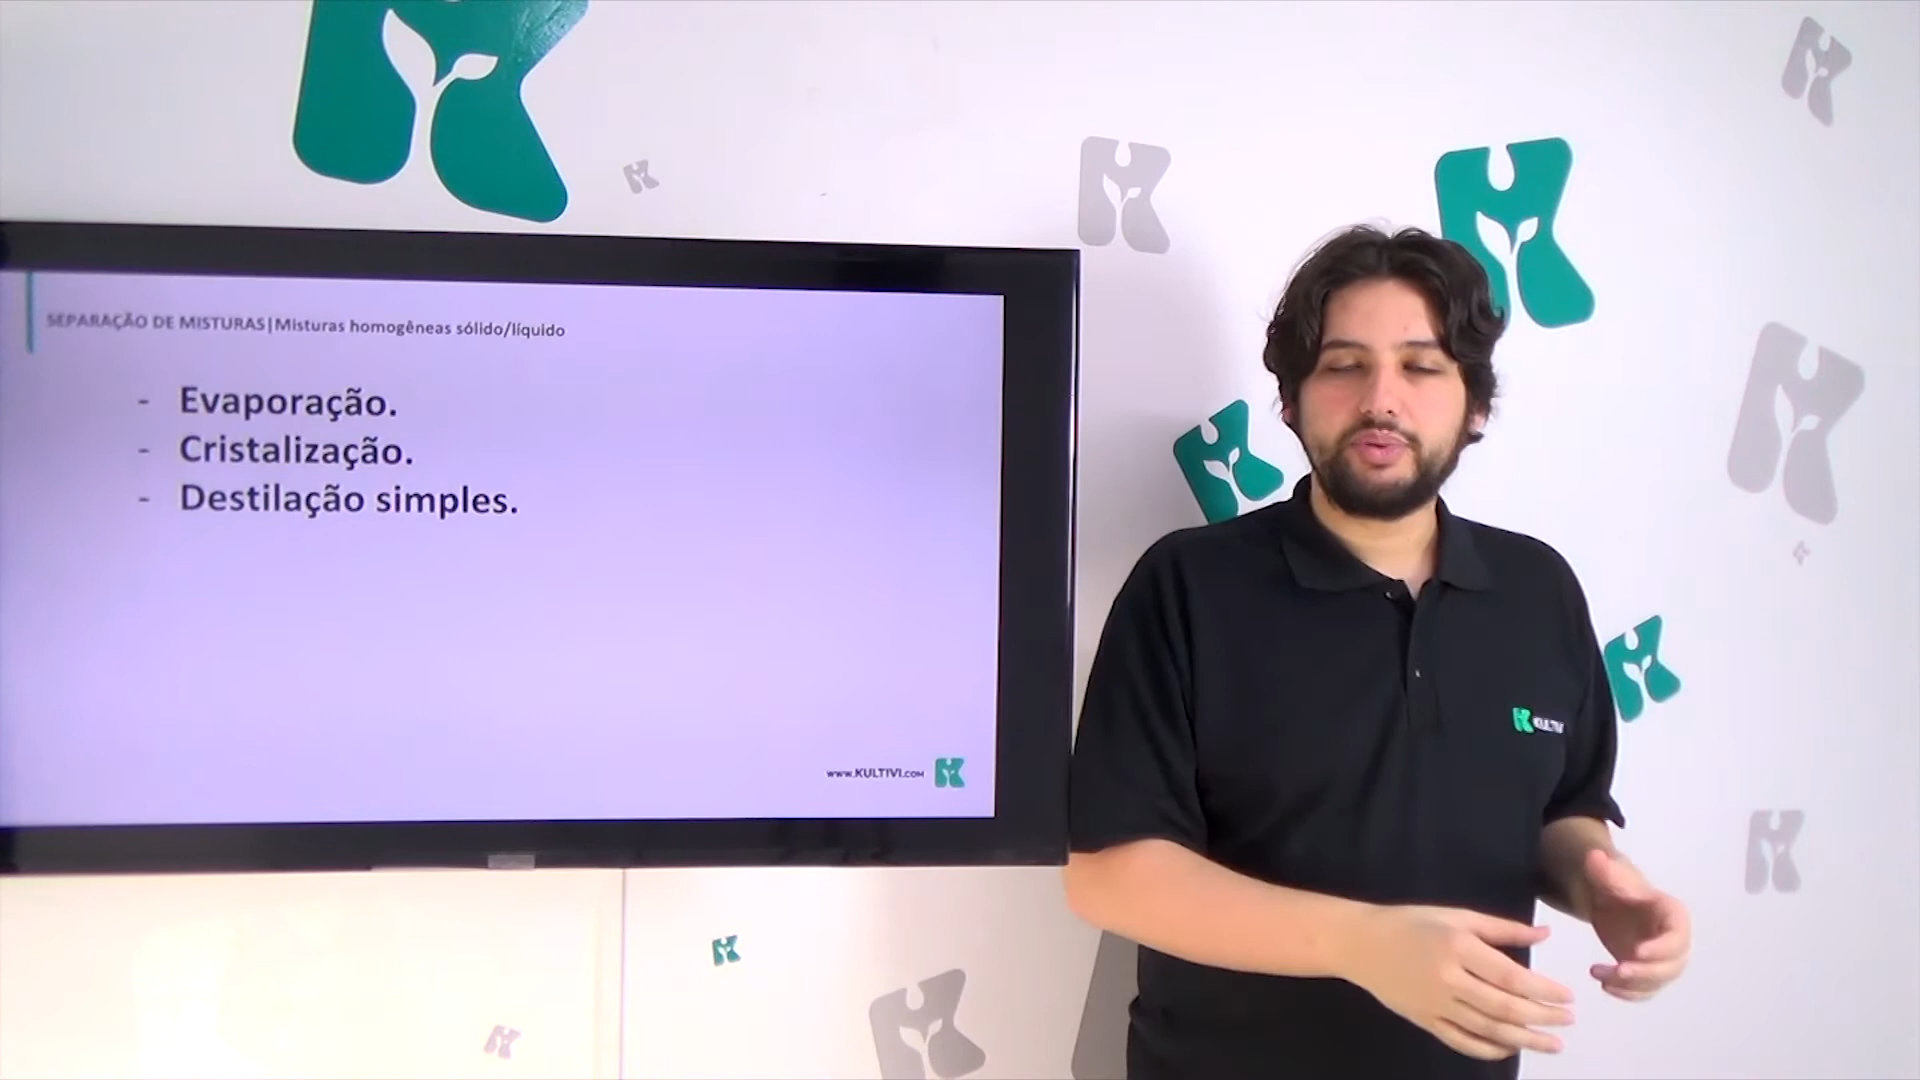 SEPARAÇÃO DE MISTURAS|Misturas homogêneas sólido/líquido
- Evaporação.
- Cristalização.
- Destilação simples.
www.KULTIVI.COM
KULTIVI